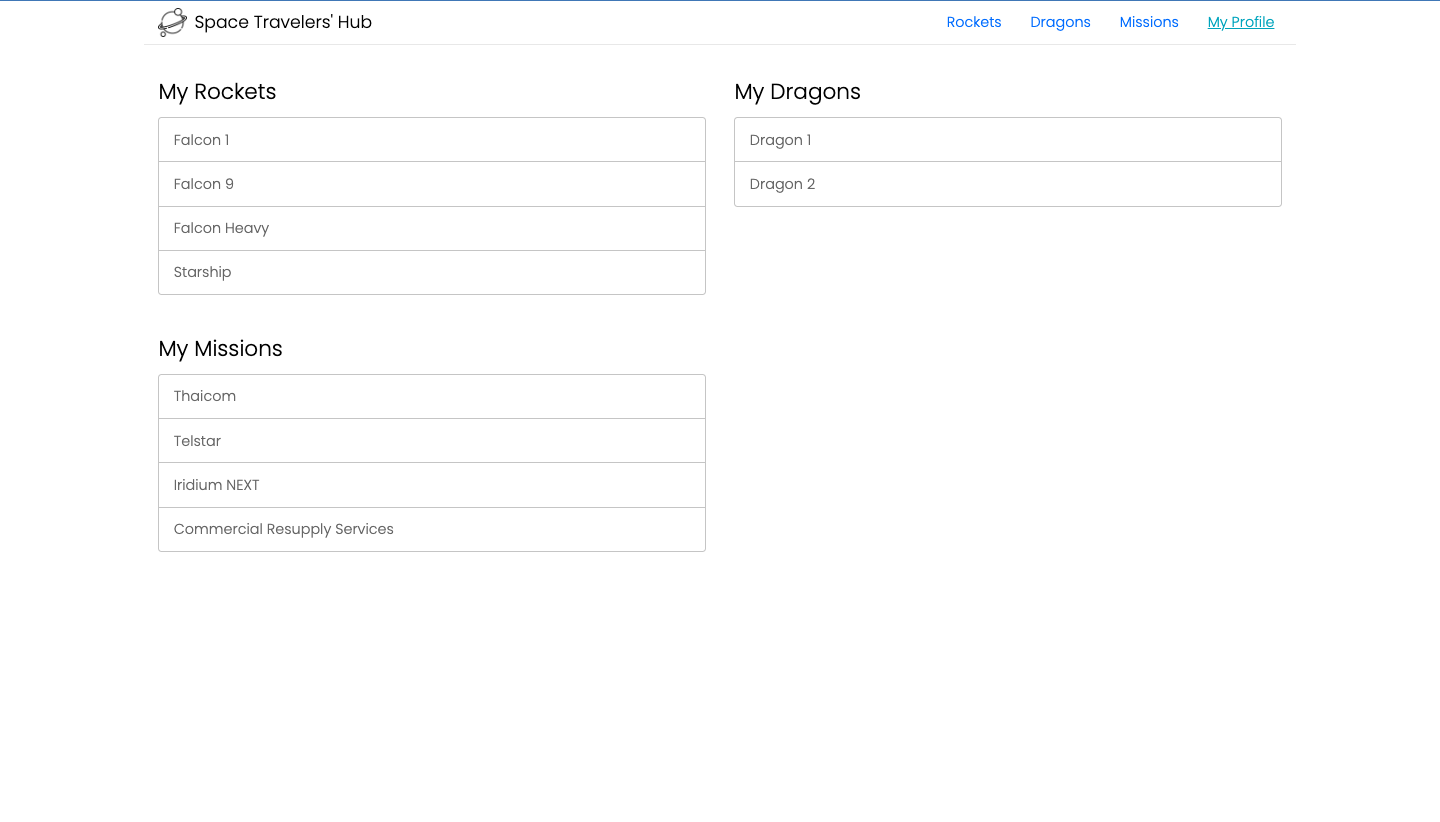 Space Travelers' Hub
Rockets
Dragons
Missions
My Profile
My Rockets
Falcon 1
Falcon 9
Falcon Heavy
Starship
My Dragons
Dragon 1
Dragon 2
My Missions
Thaicom
Telstar
Iridium NEXT
Commercial Resupply Services